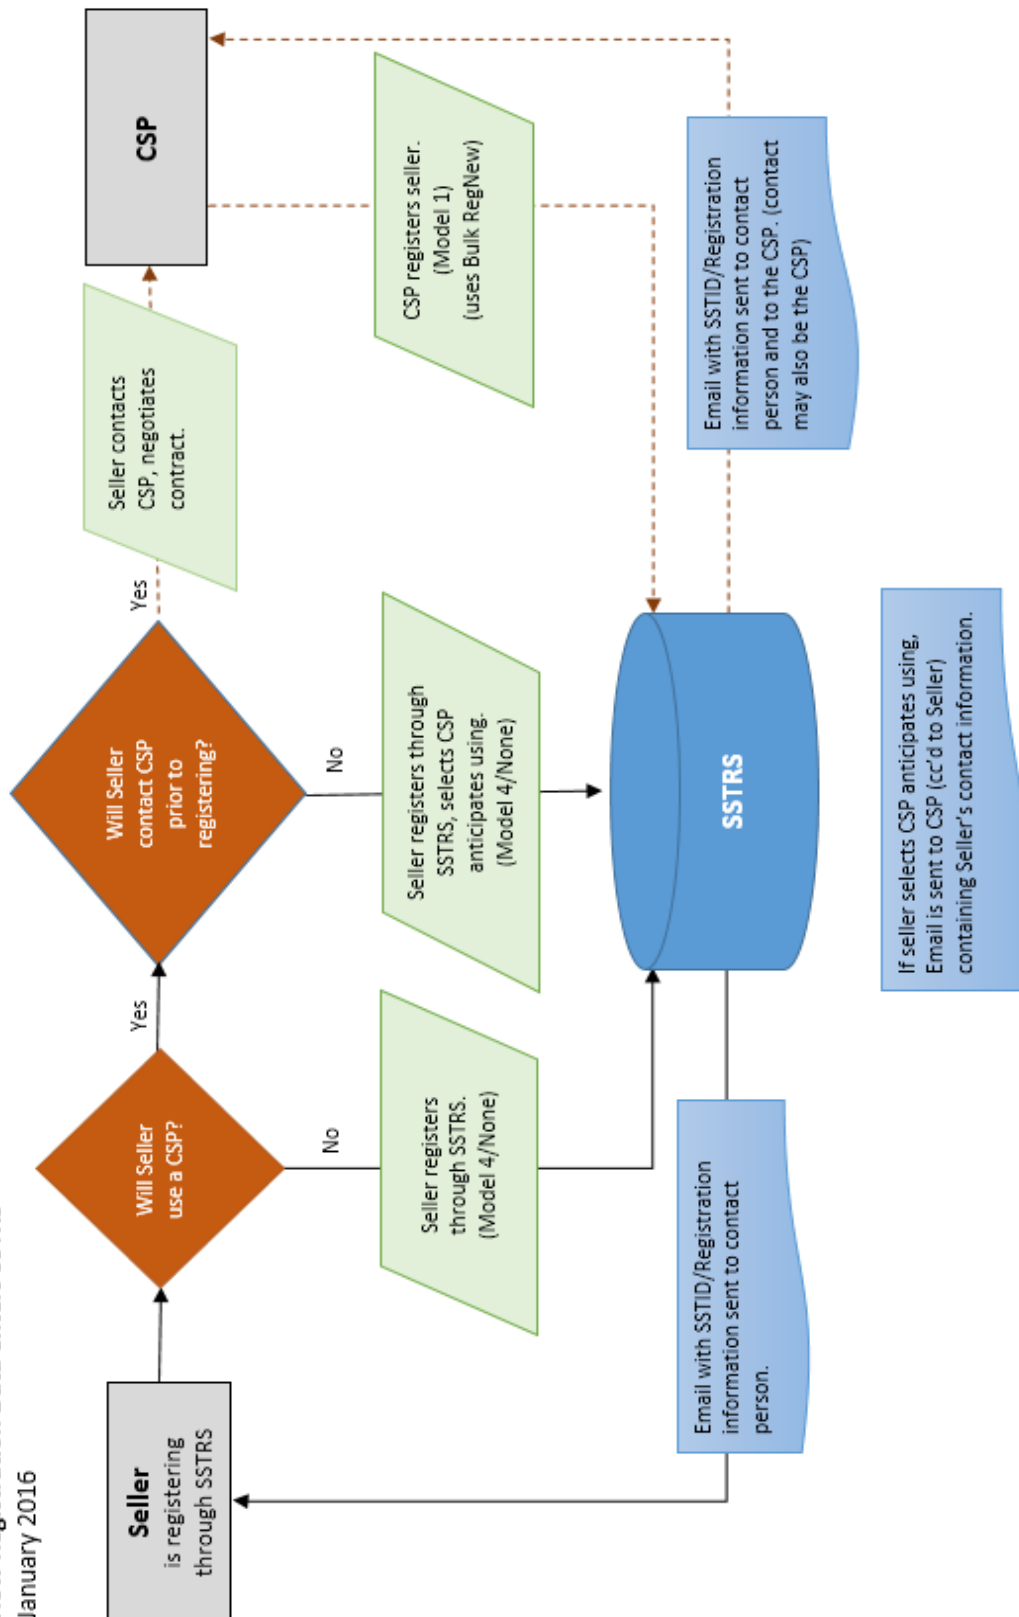 January 2016
Seller
is registering
through SSTRS
Will Seller
use a CSP?
Yes
No
Will Seller
contact CSP
prior to
registering?
Yes
No
Seller contacts
CSP, negotiates
contract.
CSP
Seller registers
through SSTRS.
(Model 4/None)
Seller registers through
SSTRS, selects CSP
anticipates using.
(Model 4/None)
CSP registers seller.
(Model 1)
(uses Bulk RegNew)
SSTRS
Email with SSTID/Registration
information sent to contact
person.
Email with SSTID/Registration
information sent to contact
person and to the CSP. (contact
may also be the CSP)
If seller selects CSP anticipates using,
Email is sent to CSP (cc'd to Seller)
containing Seller's contact information.